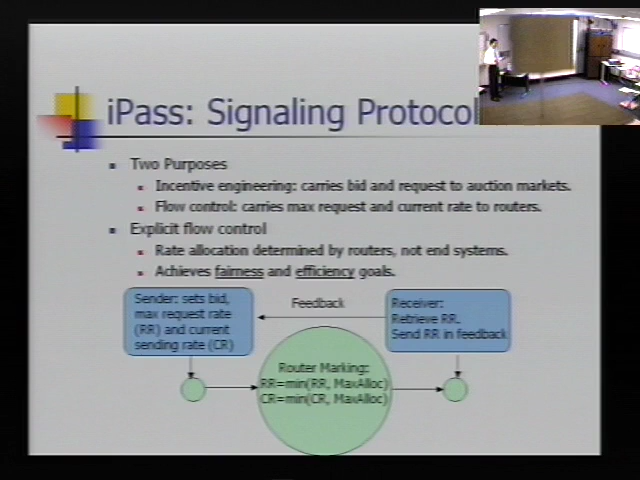 iPass: Signaling Protocol
Two Purposes
Incentive engineering: carries bid and request to auction markets.
Flow control: carries max request and current rate to routers.
Explicit flow control
Rate allocation determined by routers, not end systems.
Achieves fairness and efficiency goals.
Sender: sets bid,
max request rate
(RR) and current
sending rate (CR)
Feedback
Receiver:
Retrieve RR.
Send RR in feedback
Router Marking:
RR=min(RR, MaxAlloc)
CR=min(CR, MaxAlloc)